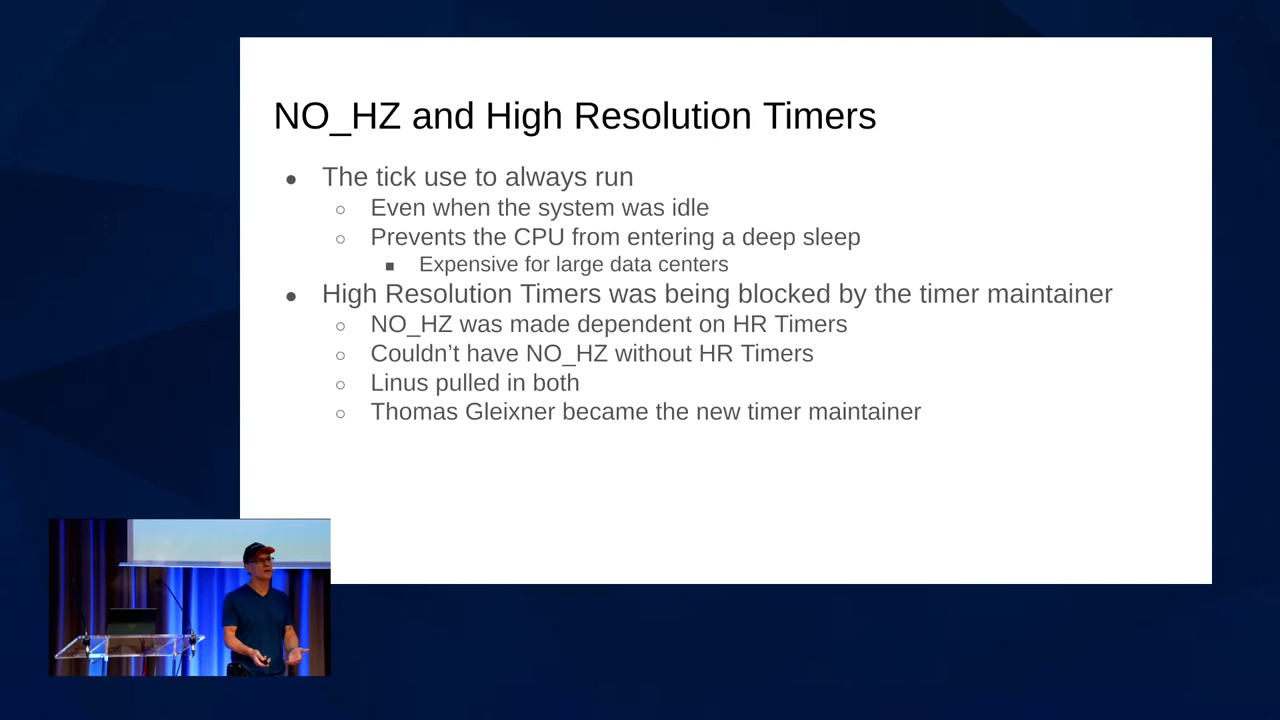 NO_HZ and High Resolution Timers
● The tick use to always run
○ Even when the system was idle
○ Prevents the CPU from entering a deep sleep
■ Expensive for large data centers
● High Resolution Timers was being blocked by the timer maintainer
○ NO_HZ was made dependent on HR Timers
○ Couldn’t have NO_HZ without HR Timers
○ Linus pulled in both
○ Thomas Gleixner became the new timer maintainer